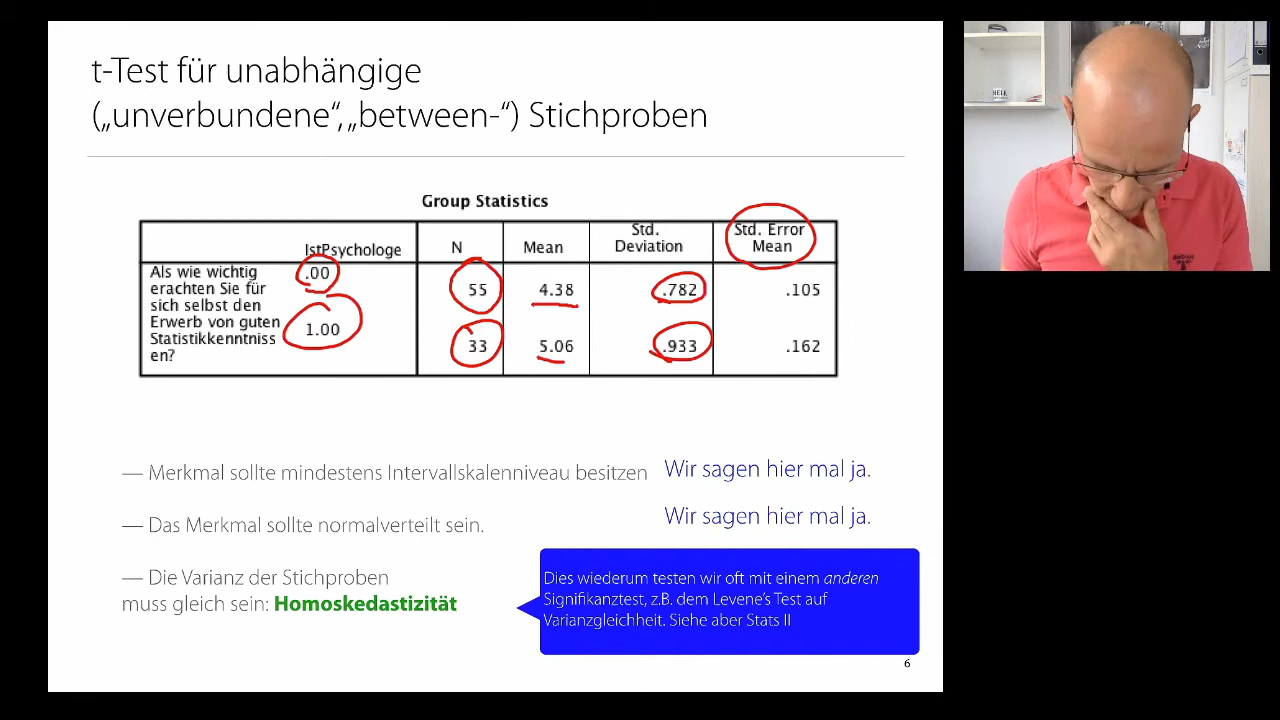 t-Test für unabhängige
(„unverbundene“,„between-“) Stichproben
Group Statistics
IstPsychologe N Mean Std. Deviation Std. Error Mean
Als wie wichtig
erachten Sie für
sich selbst den
Erwerb von guten
Statistikkenntniss
en?
.00 55 4.38 .782 .105
1.00 33 5.06 .933 .162
— Merkmal sollte mindestens Intervallskalenniveau besitzen Wir sagen hier mal ja.
— Das Merkmal sollte normalverteilt sein. Wir sagen hier mal ja.
— Die Varianz der Stichproben
muss gleich sein: Homoskedastizität
Dies wiederum testen wir oft mit einem anderen
Signifikanztest, z.B. dem Levene’s Test auf
Varianzgleichheit. Siehe aber Stats II
6